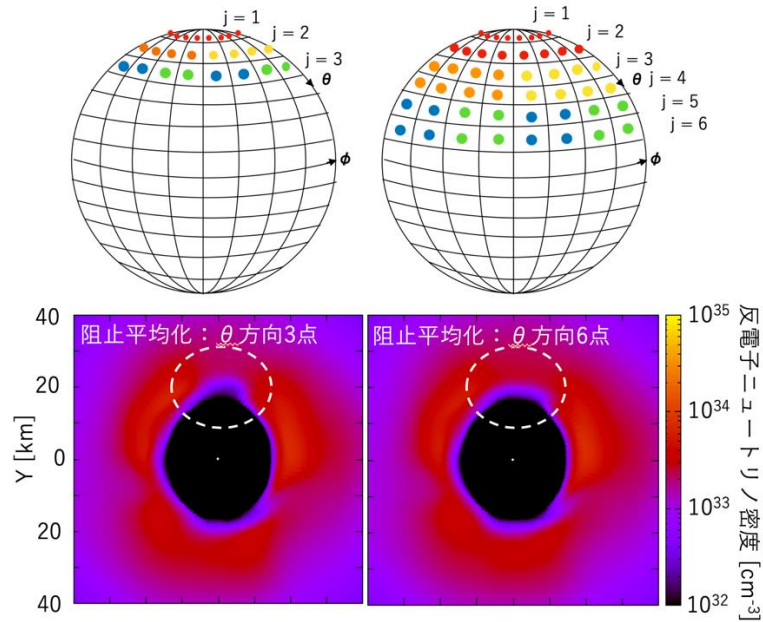 j = 1
j = 2
j = 3
θ
ϕ
j = 1
j = 2
j = 3
θ j = 4
j = 5
j = 6
ϕ
阻止平均化：θ方向3点
阻止平均化：θ方向6点
40
20
0
20
40
Y [km]
10³⁵
10³⁴
10³³
10³²
反電子ニュートリノ密度 [cm⁻³]